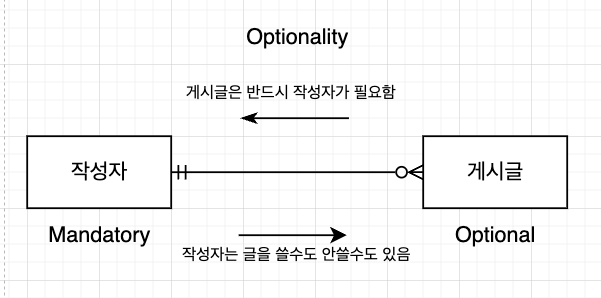 Optionality
게시글은 반드시 작성자가 필요함
작성자
게시글
Mandatory
Optional
작성자는 글을 쓸수도 안쓸수도 있음